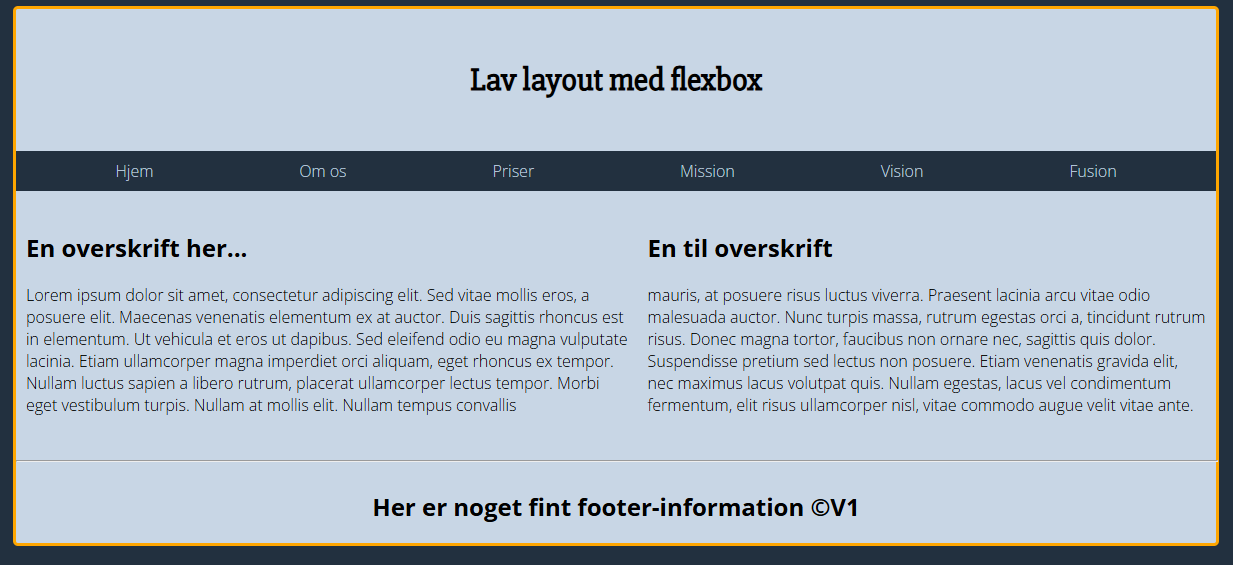 Lav layout med flexbox
Hjem Om os Priser Mission Vision Fusion
En overskrift her...
Lorem ipsum dolor sit amet, consectetur adipiscing elit. Sed vitae mollis eros, a
posuere elit. Maecenas venenatis elementum ex at auctor. Duis sagittis rhoncus est
in elementum. Ut vehicula et eros ut dapibus. Sed eleifend odio eu magna vulputate
lacinia. Etiam ullamcorper magna imperdiet orci aliquam, eget rhoncus ex tempor.
Nullam luctus sapien a libero rutrum, placerat ullamcorper lectus tempor. Morbi
eget vestibulum turpis. Nullam at mollis elit. Nullam tempus convallis
En til overskrift
mauris, at posuere risus luctus viverra. Praesent lacinia arcu vitae odio
malesuada auctor. Nunc turpis massa, rutrum egestas orci a, tincidunt rutrum
risus. Donec magna tortor, faucibus non ornare nec, sagittis quis dolor.
Suspendisse pretium sed lectus non posuere. Etiam venenatis gravida elit,
nec maximus lacus volutpat quis. Nullam egestas, lacus vel condimentum
fermentum, elit risus ullamcorper nisl, vitae commodo augue velit vitae ante.
Her er noget fint footer-information ©V1